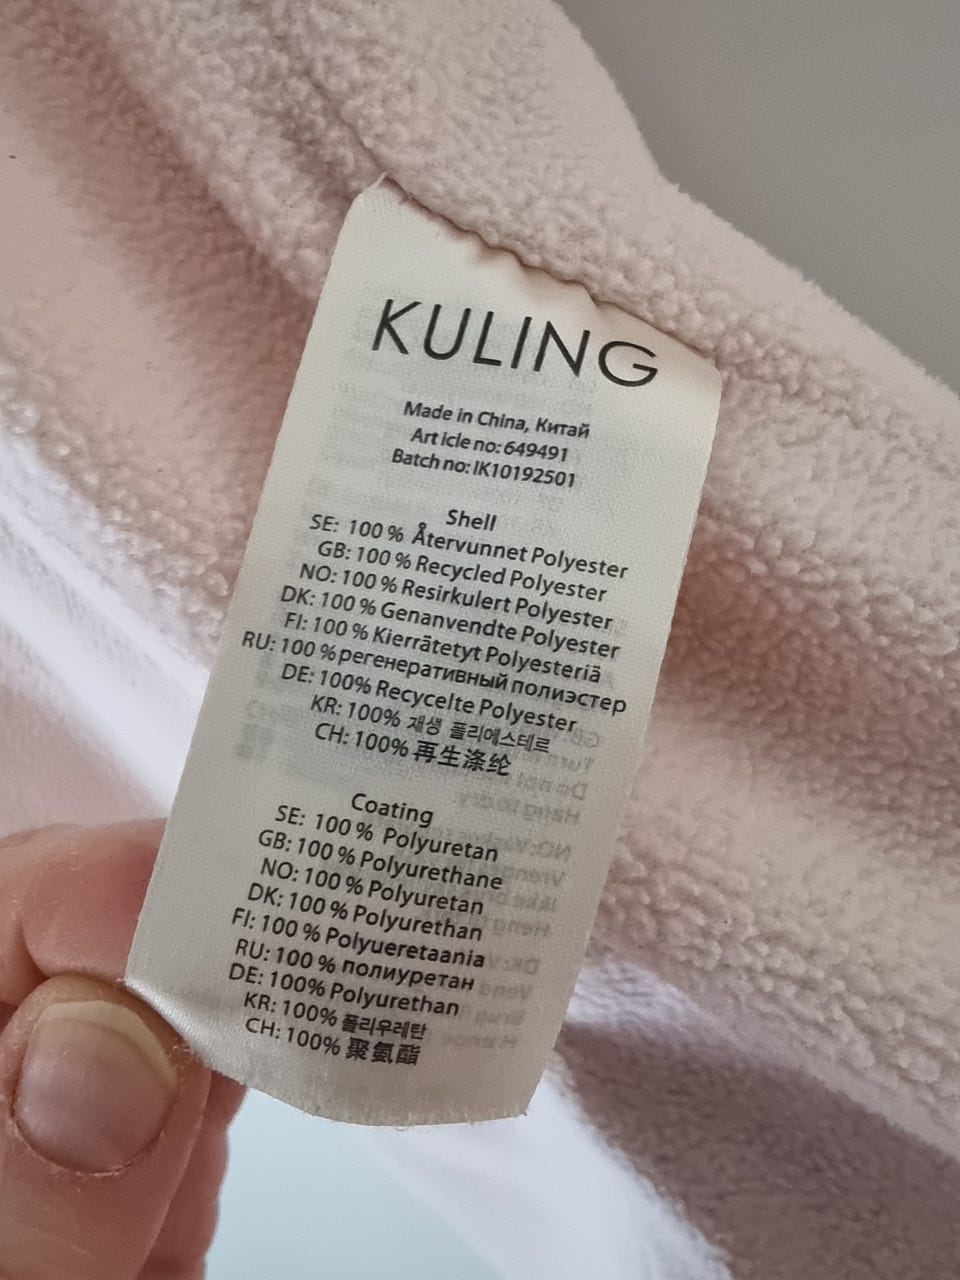 KULING
Made in China, Китай
Art icle no: 649491
Batch no: IK10192501
Shell
SE: 100 % Återvunnet Polyester
GB: 100 % Recycled Polyester
NO: 100 % Resirkulert Polyester
DK: 100 % Genanvendte Polyester
FI: 100 % Kierrätetyt Polyesteriä
RU: 100 % регенеративный полиэстер
DE: 100% Recycelte Polyester
KR: 100% 재생 폴리에스테르
CH: 100% 再生涤纶
Coating
SE: 100 % Polyuretan
GB: 100 % Polyurethane
NO: 100 % Polyuretan
DK: 100 % Polyurethan
FI: 100 % Polyueretaania
RU: 100 % полиуретан
DE: 100% Polyurethan
KR: 100% 폴리우레탄
CH: 100% 聚氨酯